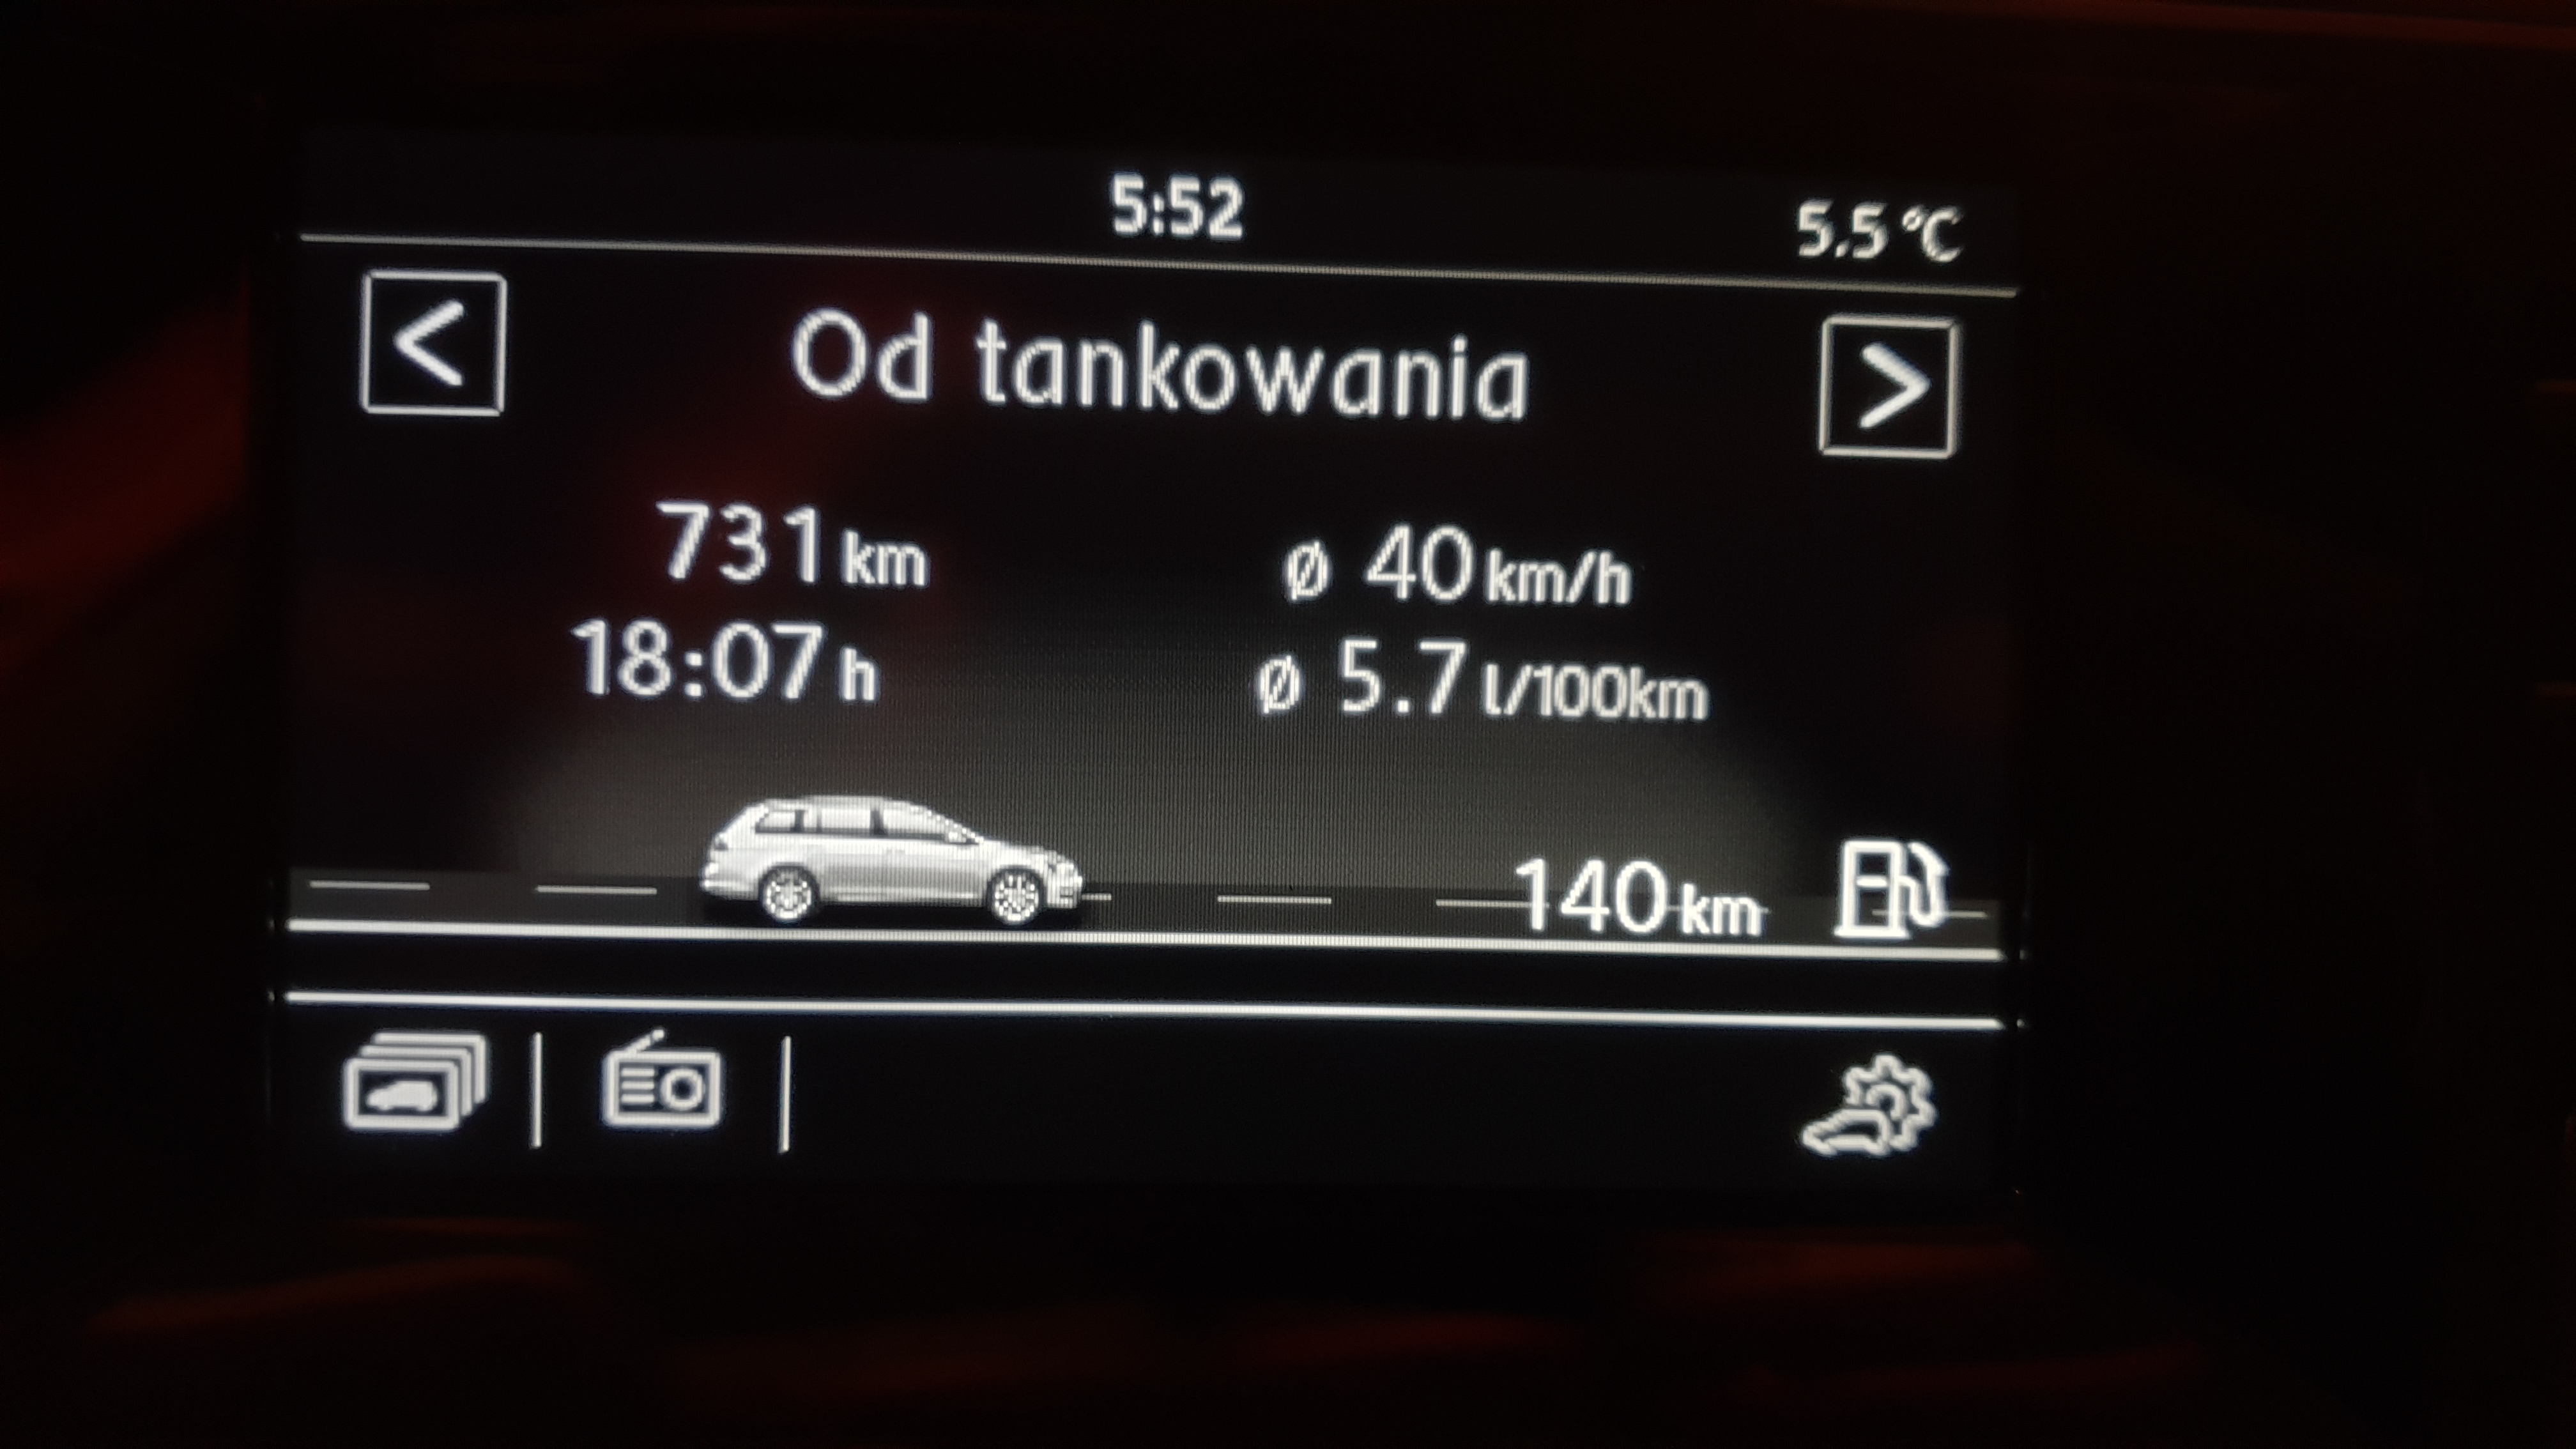 5:52
5.5 °C
<
Od tankowania
>
731 km
ø 40 km/h
18:07 h
ø 5.7 l/100km
140 km